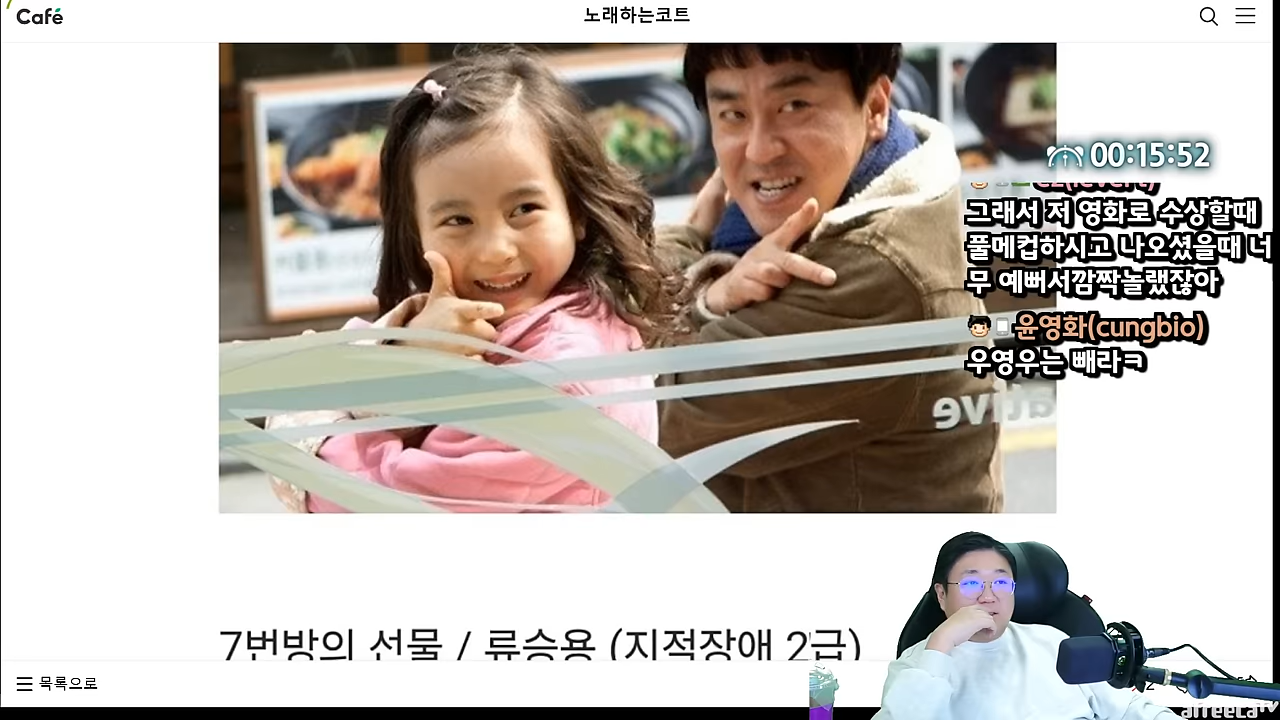 Café
노래하는코트
00:15:52
그래서 저 영화로 수상할때
풀메컵하시고 나오셨을때 너
무 예뻐서깜짝놀랬잖아
윤영화(cungbio)
우영우는 빼라ㅋ
7번방의 선물 / 류승용 (지적장애 2급)
목록으로
afreecaTV